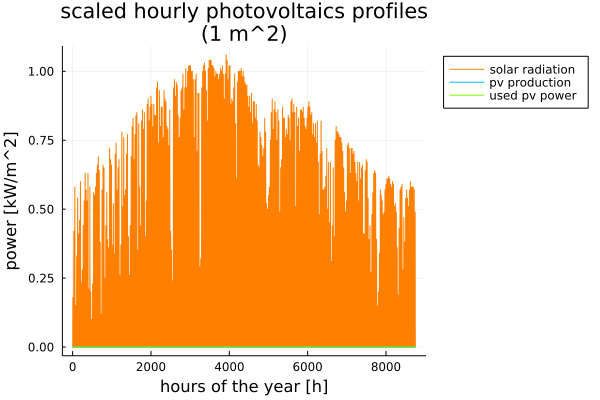 scaled hourly photovoltaics profiles
(1 m^2)
solar radiation
pv production
used pv power
power [kW/m^2]
1.00
0.75
0.50
0.25
0.00
0
2000
4000
6000
8000
hours of the year [h]